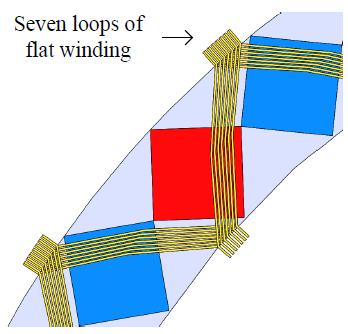 Seven loops of
flat winding